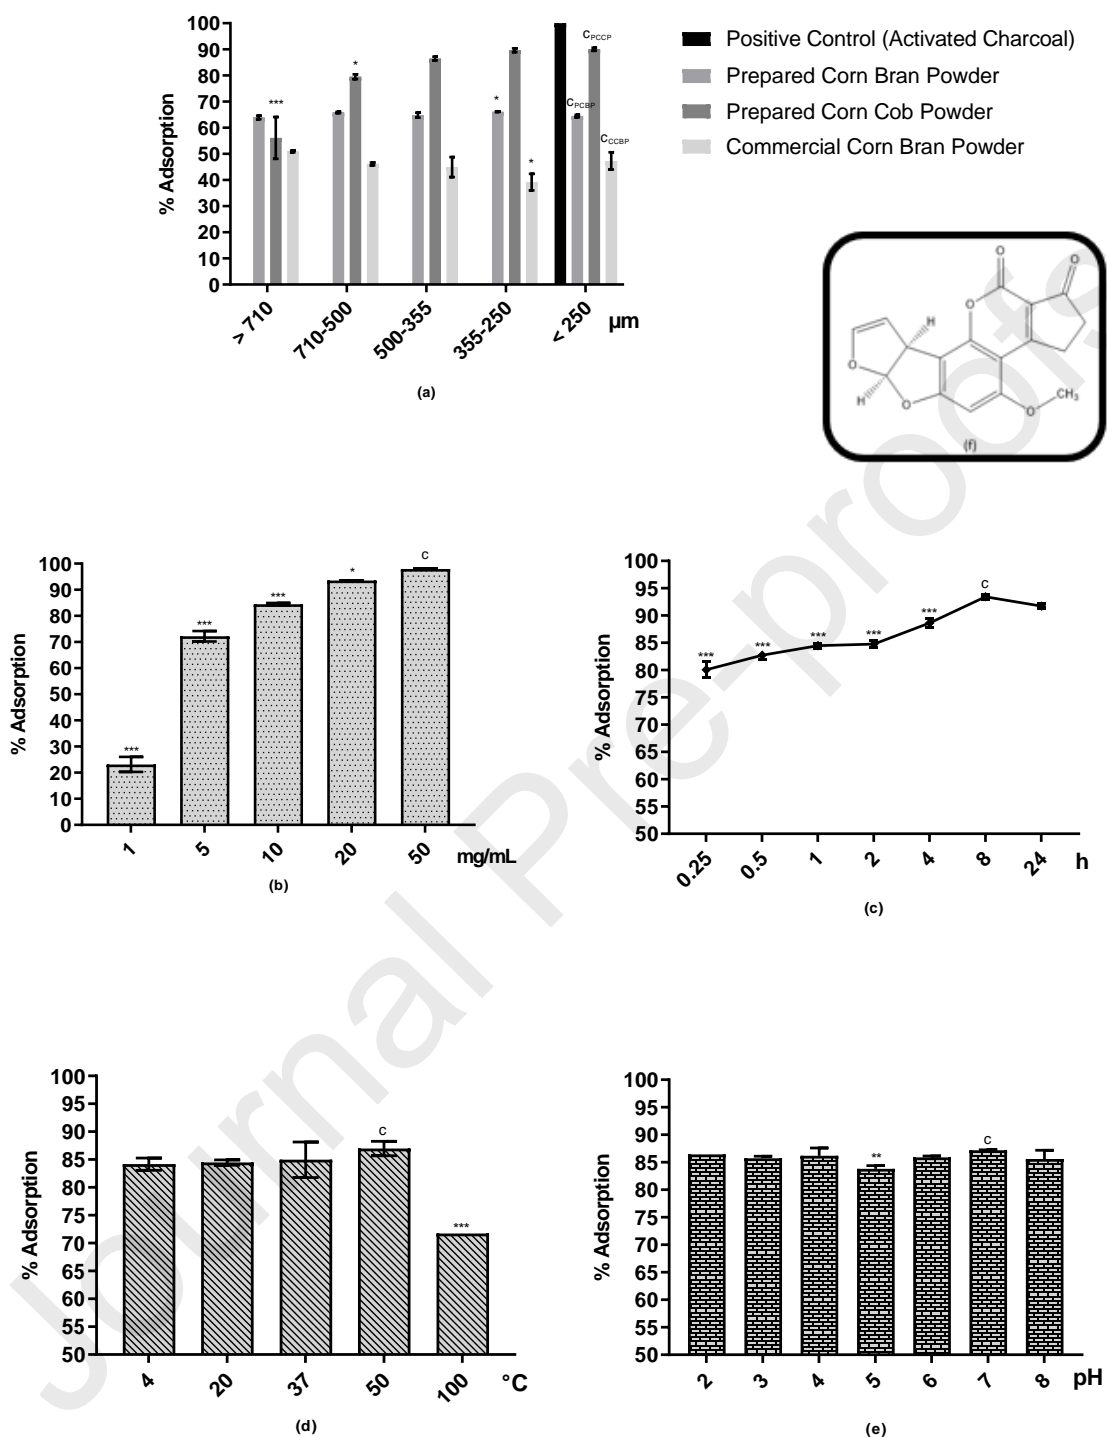 100
90
80
70
60
50
40
30
20
10
0
% Adsorption
***
*
*
*
CPCBP
CPCCP
CCCBP
> 710
710-500
500-355
355-250
< 250
µm
(a)
Positive Control (Activated Charcoal)
Prepared Corn Bran Powder
Prepared Corn Cob Powder
Commercial Corn Bran Powder
O
O
O
H
O
H
O
O
CH3
(f)
100
90
80
70
60
50
40
30
20
10
0
% Adsorption
***
***
***
*
C
1
5
10
20
50
mg/mL
(b)
100
95
90
85
80
75
70
65
60
55
50
% Adsorption
***
***
***
***
***
C
0.25
0.5
1
2
4
8
24
h
(c)
100
95
90
85
80
75
70
65
60
55
50
% Adsorption
C
***
4
20
37
50
100
°C
(d)
100
95
90
85
80
75
70
65
60
55
50
% Adsorption
**
C
2
3
4
5
6
7
8
pH
(e)
Journal Pre-proofs